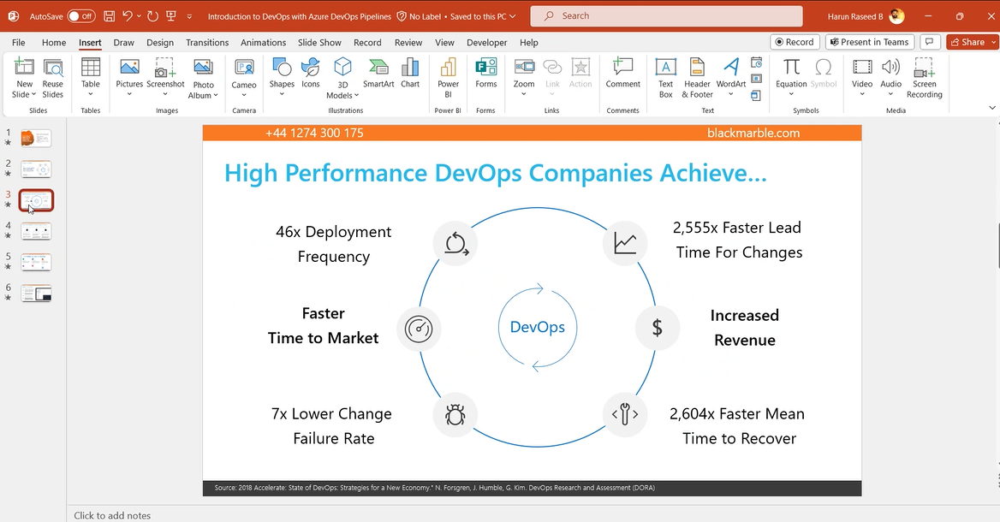 AutoSave Off Introduction to DevOps with Azure DevOps Pipelines No Label • Saved to this PC Search Harun Raseed B
File Home Insert Draw Design Transitions Animations Slide Show Record Review View Developer Help Record Present in Teams Share
New Slide Reuse Slides Table Pictures Screenshot Photo Album Cameo Shapes Icons 3D Models SmartArt Chart Power BI Forms Zoom Link Action Comment Text Box Header & Footer WordArt Equation Symbol Video Audio Screen Recording
Slides Tables Images Camera Illustrations Power BI Forms Links Comments Text Symbols Media
1
2
3
4
5
6
+44 1274 300 175 blackmarble.com
High Performance DevOps Companies Achieve...
46x Deployment
Frequency
2,555x Faster Lead
Time For Changes
Faster
Time to Market
DevOps
$
Increased
Revenue
7x Lower Change
Failure Rate
2,604x Faster Mean
Time to Recover
Source: 2018 Accelerate: State of DevOps: Strategies for a New Economy." N. Forsgren, J. Humble, G. Kim. DevOps Research and Assessment (DORA)
Click to add notes